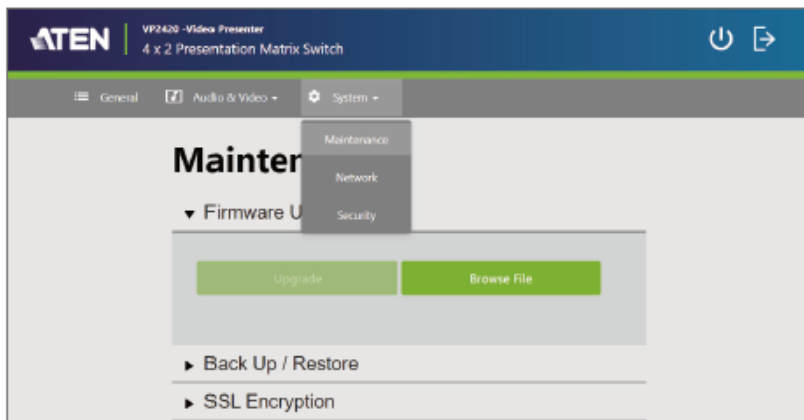 ATEN
VP2420 -Video Presenter
4 x 2 Presentation Matrix Switch
General Audio & Video System
Maintenance
Network
Security
Mainter
Firmware U
Upgrade Browse File
Back Up / Restore
SSL Encryption